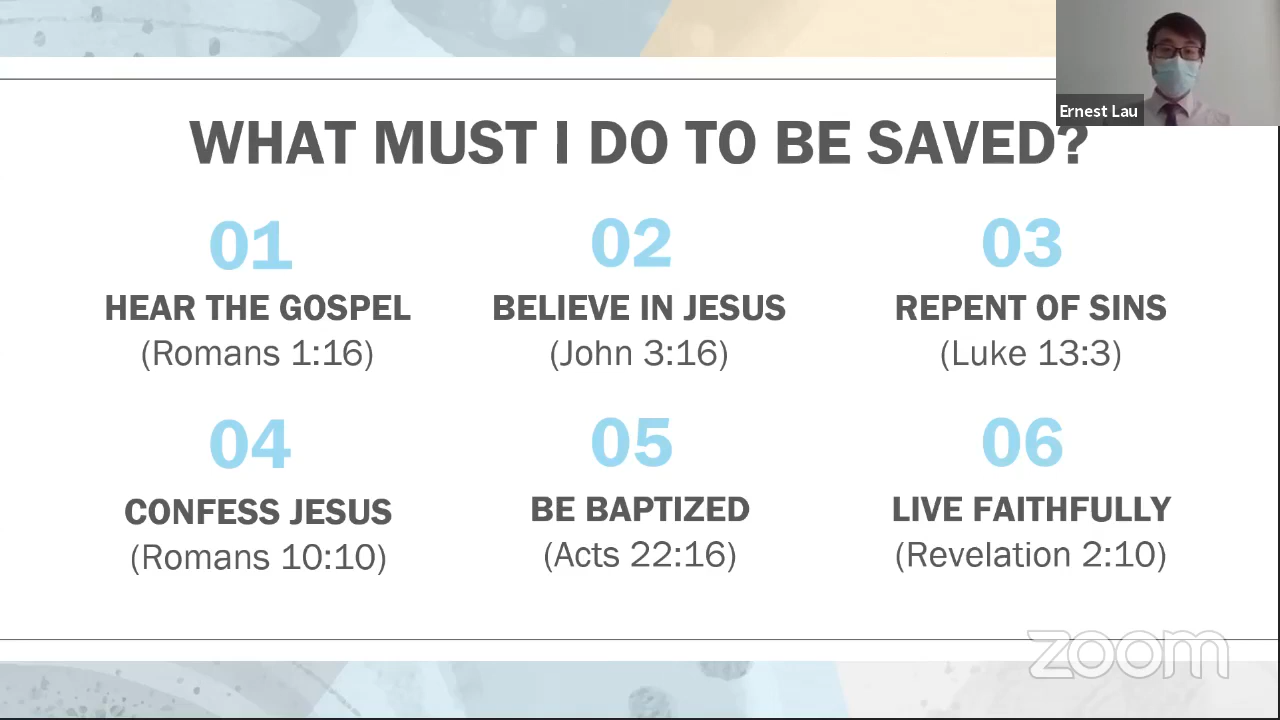 Ernest Lau
WHAT MUST I DO TO BE SAVED?
01
HEAR THE GOSPEL
(Romans 1:16)
02
BELIEVE IN JESUS
(John 3:16)
03
REPENT OF SINS
(Luke 13:3)
04
CONFESS JESUS
(Romans 10:10)
05
BE BAPTIZED
(Acts 22:16)
06
LIVE FAITHFULLY
(Revelation 2:10)
zoom